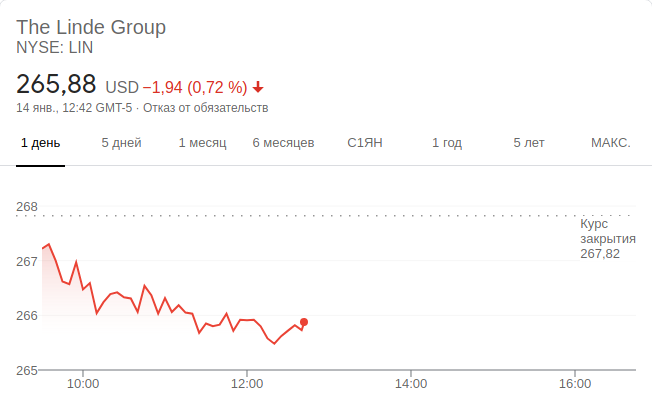 The Linde Group
NYSE: LIN
265,88 USD −1,94 (0,72 %)
14 янв., 12:42 GMT-5 · Отказ от обязательств
1 день 5 дней 1 месяц 6 месяцев С1ЯН 1 год 5 лет МАКС.
268
Курс
закрытия
267,82
267
266
265
10:00 12:00 14:00 16:00